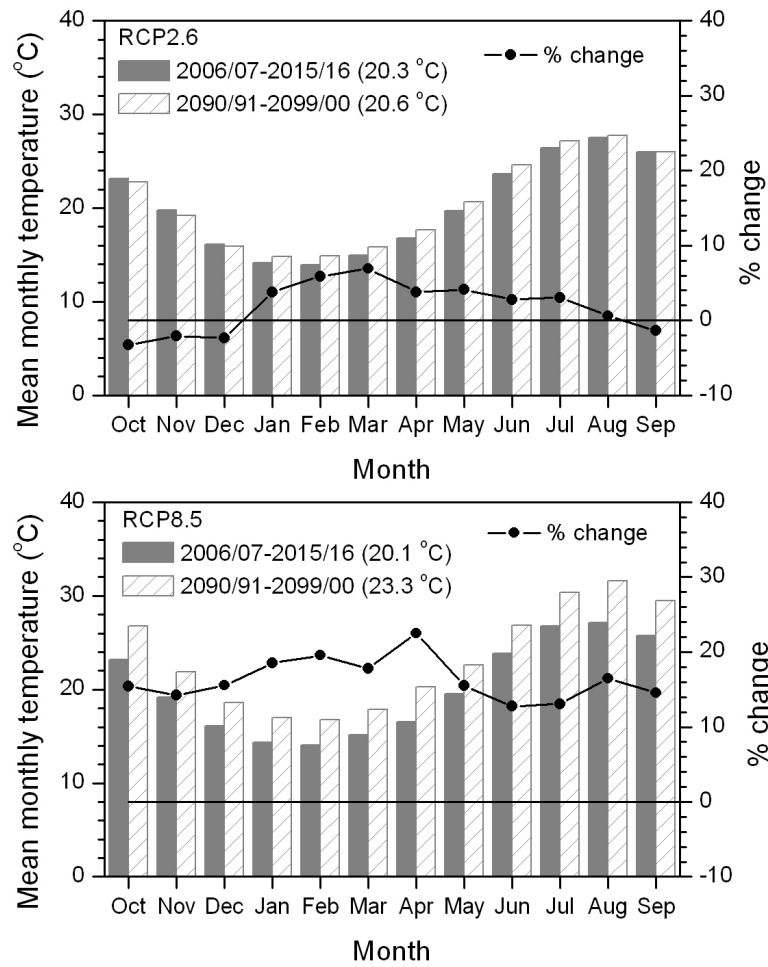 RCP2.6
2006/07-2015/16 (20.3 °C)
2090/91-2099/00 (20.6 °C)
% change
Mean monthly temperature (°C)
40
30
20
10
0
% change
40
30
20
10
0
-10
Oct Nov Dec Jan Feb Mar Apr May Jun Jul Aug Sep
Month
RCP8.5
2006/07-2015/16 (20.1 °C)
2090/91-2099/00 (23.3 °C)
% change
Mean monthly temperature (°C)
40
30
20
10
0
% change
40
30
20
10
0
-10
Oct Nov Dec Jan Feb Mar Apr May Jun Jul Aug Sep
Month